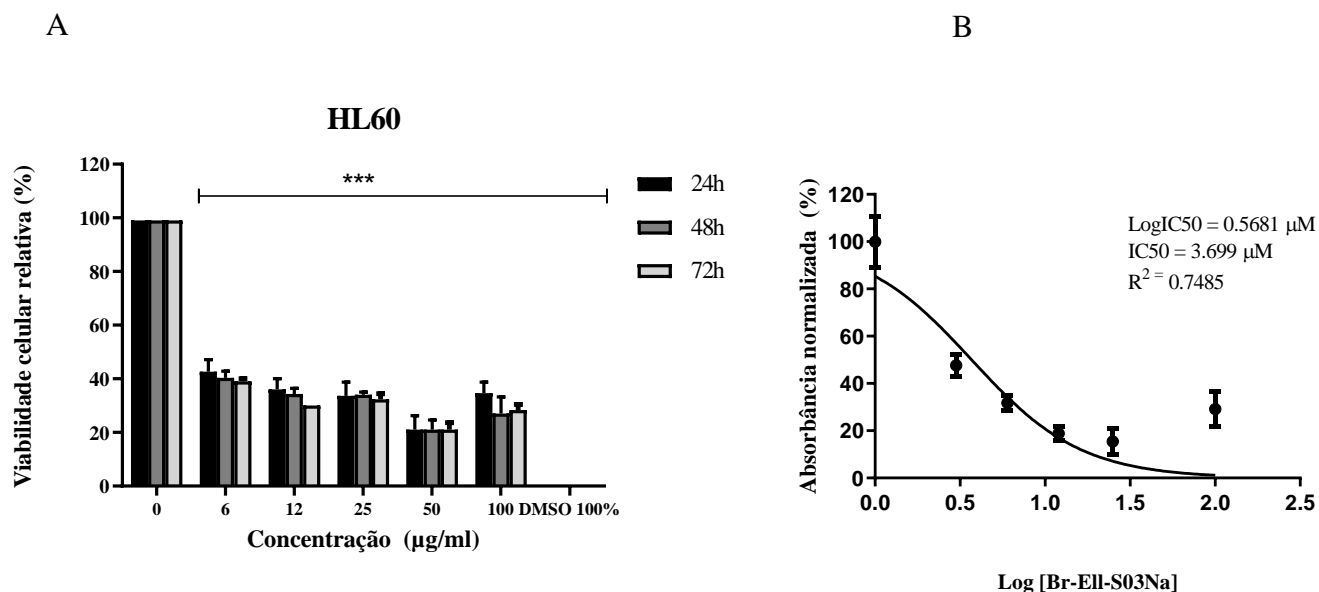 A
B
HL60
Viabilidade celular relativa (%)
120
100
80
60
40
20
0
***
24h
48h
72h
0 6 12 25 50 100 DMSO 100%
Concentração (µg/ml)
Absorbância normalizada (%)
120
100
80
60
40
20
0
LogIC50 = 0.5681 µM
IC50 = 3.699 µM
R² = 0.7485
0.0 0.5 1.0 1.5 2.0 2.5
Log [Br-Ell-S03Na]